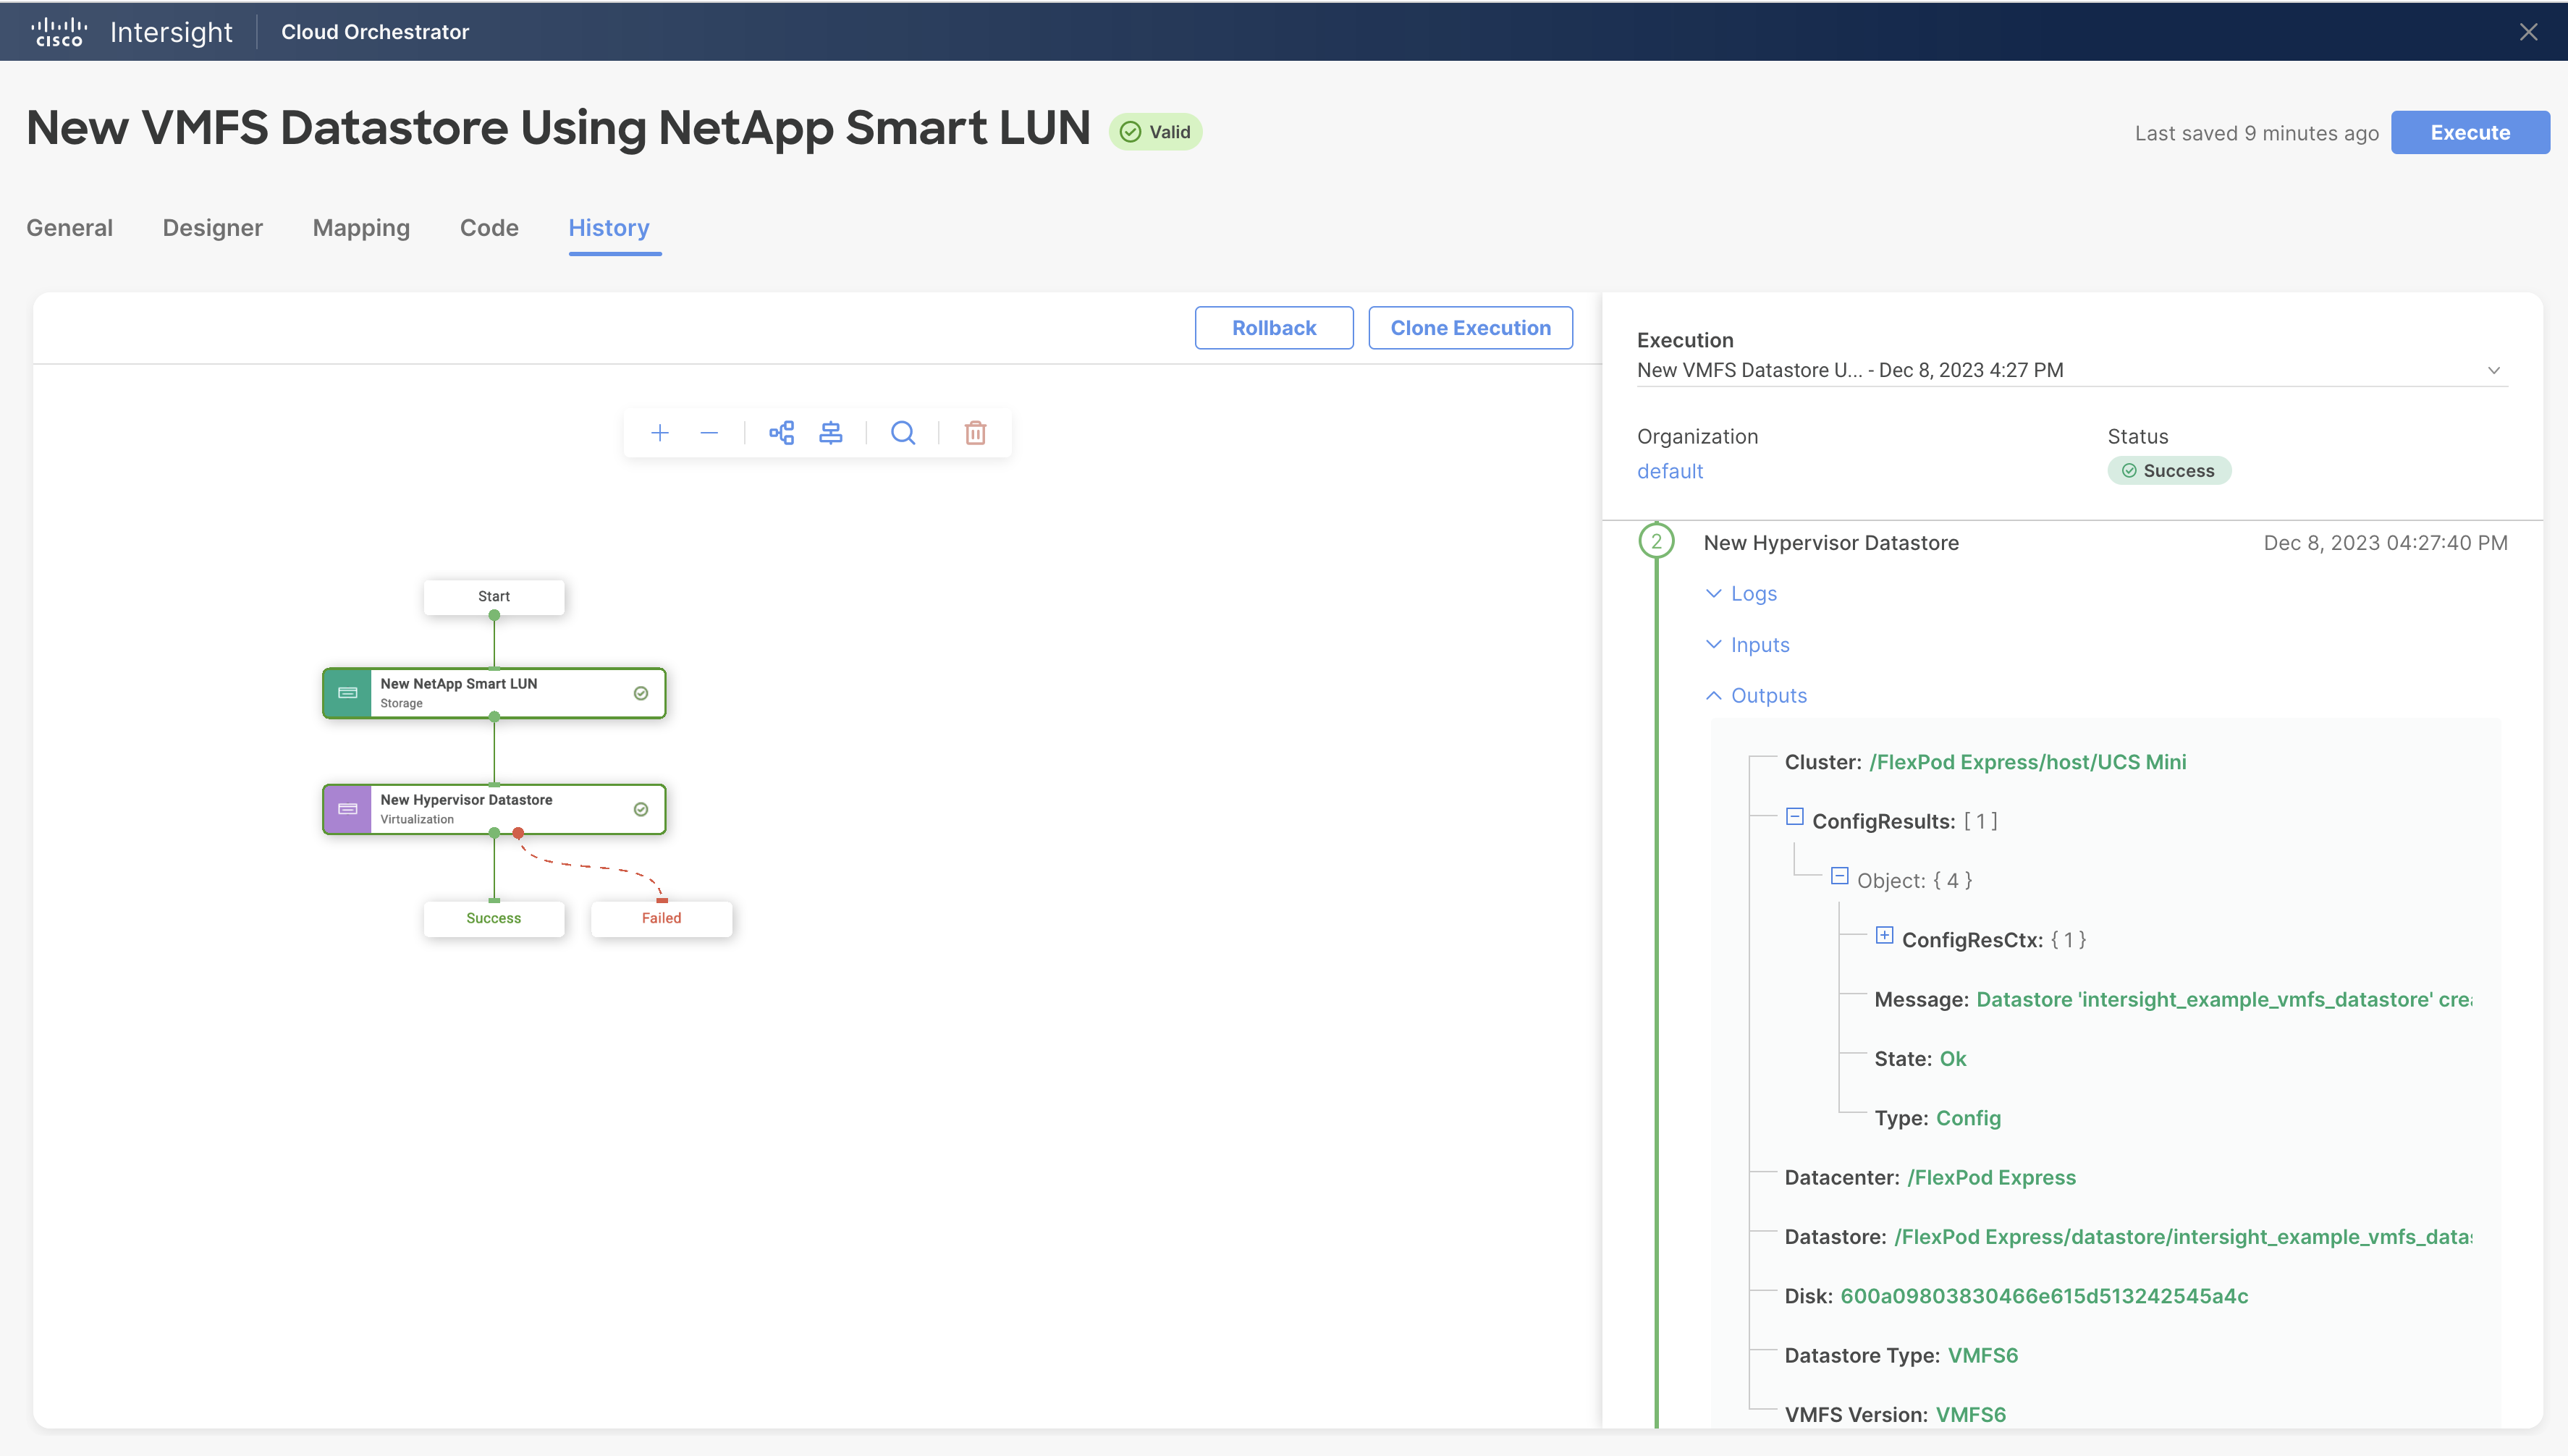 CISCO Intersight Cloud Orchestrator
New VMFS Datastore Using NetApp Smart LUN Valid
Last saved 9 minutes ago Execute
General Designer Mapping Code History
Rollback Clone Execution
Start
New NetApp Smart LUN
Storage
New Hypervisor Datastore
Virtualization
Success Failed
Execution
New VMFS Datastore U... - Dec 8, 2023 4:27 PM
Organization Status
default Success
2 New Hypervisor Datastore Dec 8, 2023 04:27:40 PM
Logs
Inputs
Outputs
Cluster: /FlexPod Express/host/UCS Mini
ConfigResults: [ 1 ]
Object: { 4 }
ConfigResCtx: { 1 }
Message: Datastore 'intersight_example_vmfs_datastore'
State: Ok
Type: Config
Datacenter: /FlexPod Express
Datastore: /FlexPod Express/datastore/intersight_example_vmfs_data
Disk: 600a09803830466e615d513242545a4c
Datastore Type: VMFS6
VMFS Version: VMFS6